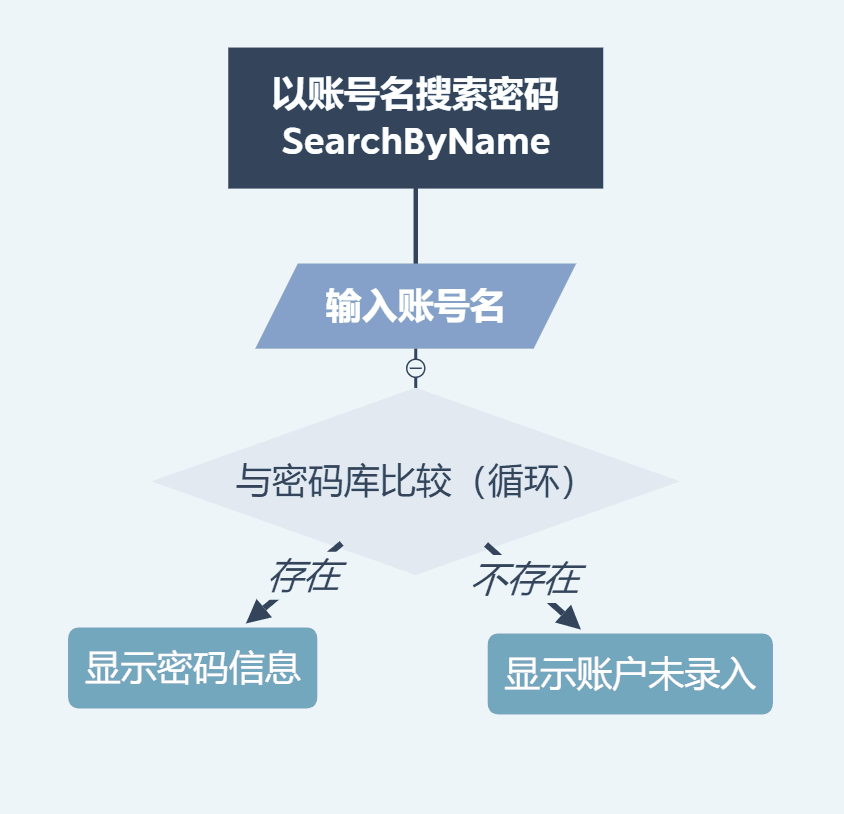 以账号名搜索密码
SearchByName
输入账号名
与密码库比较（循环）
存在
不存在
显示密码信息
显示账户未录入